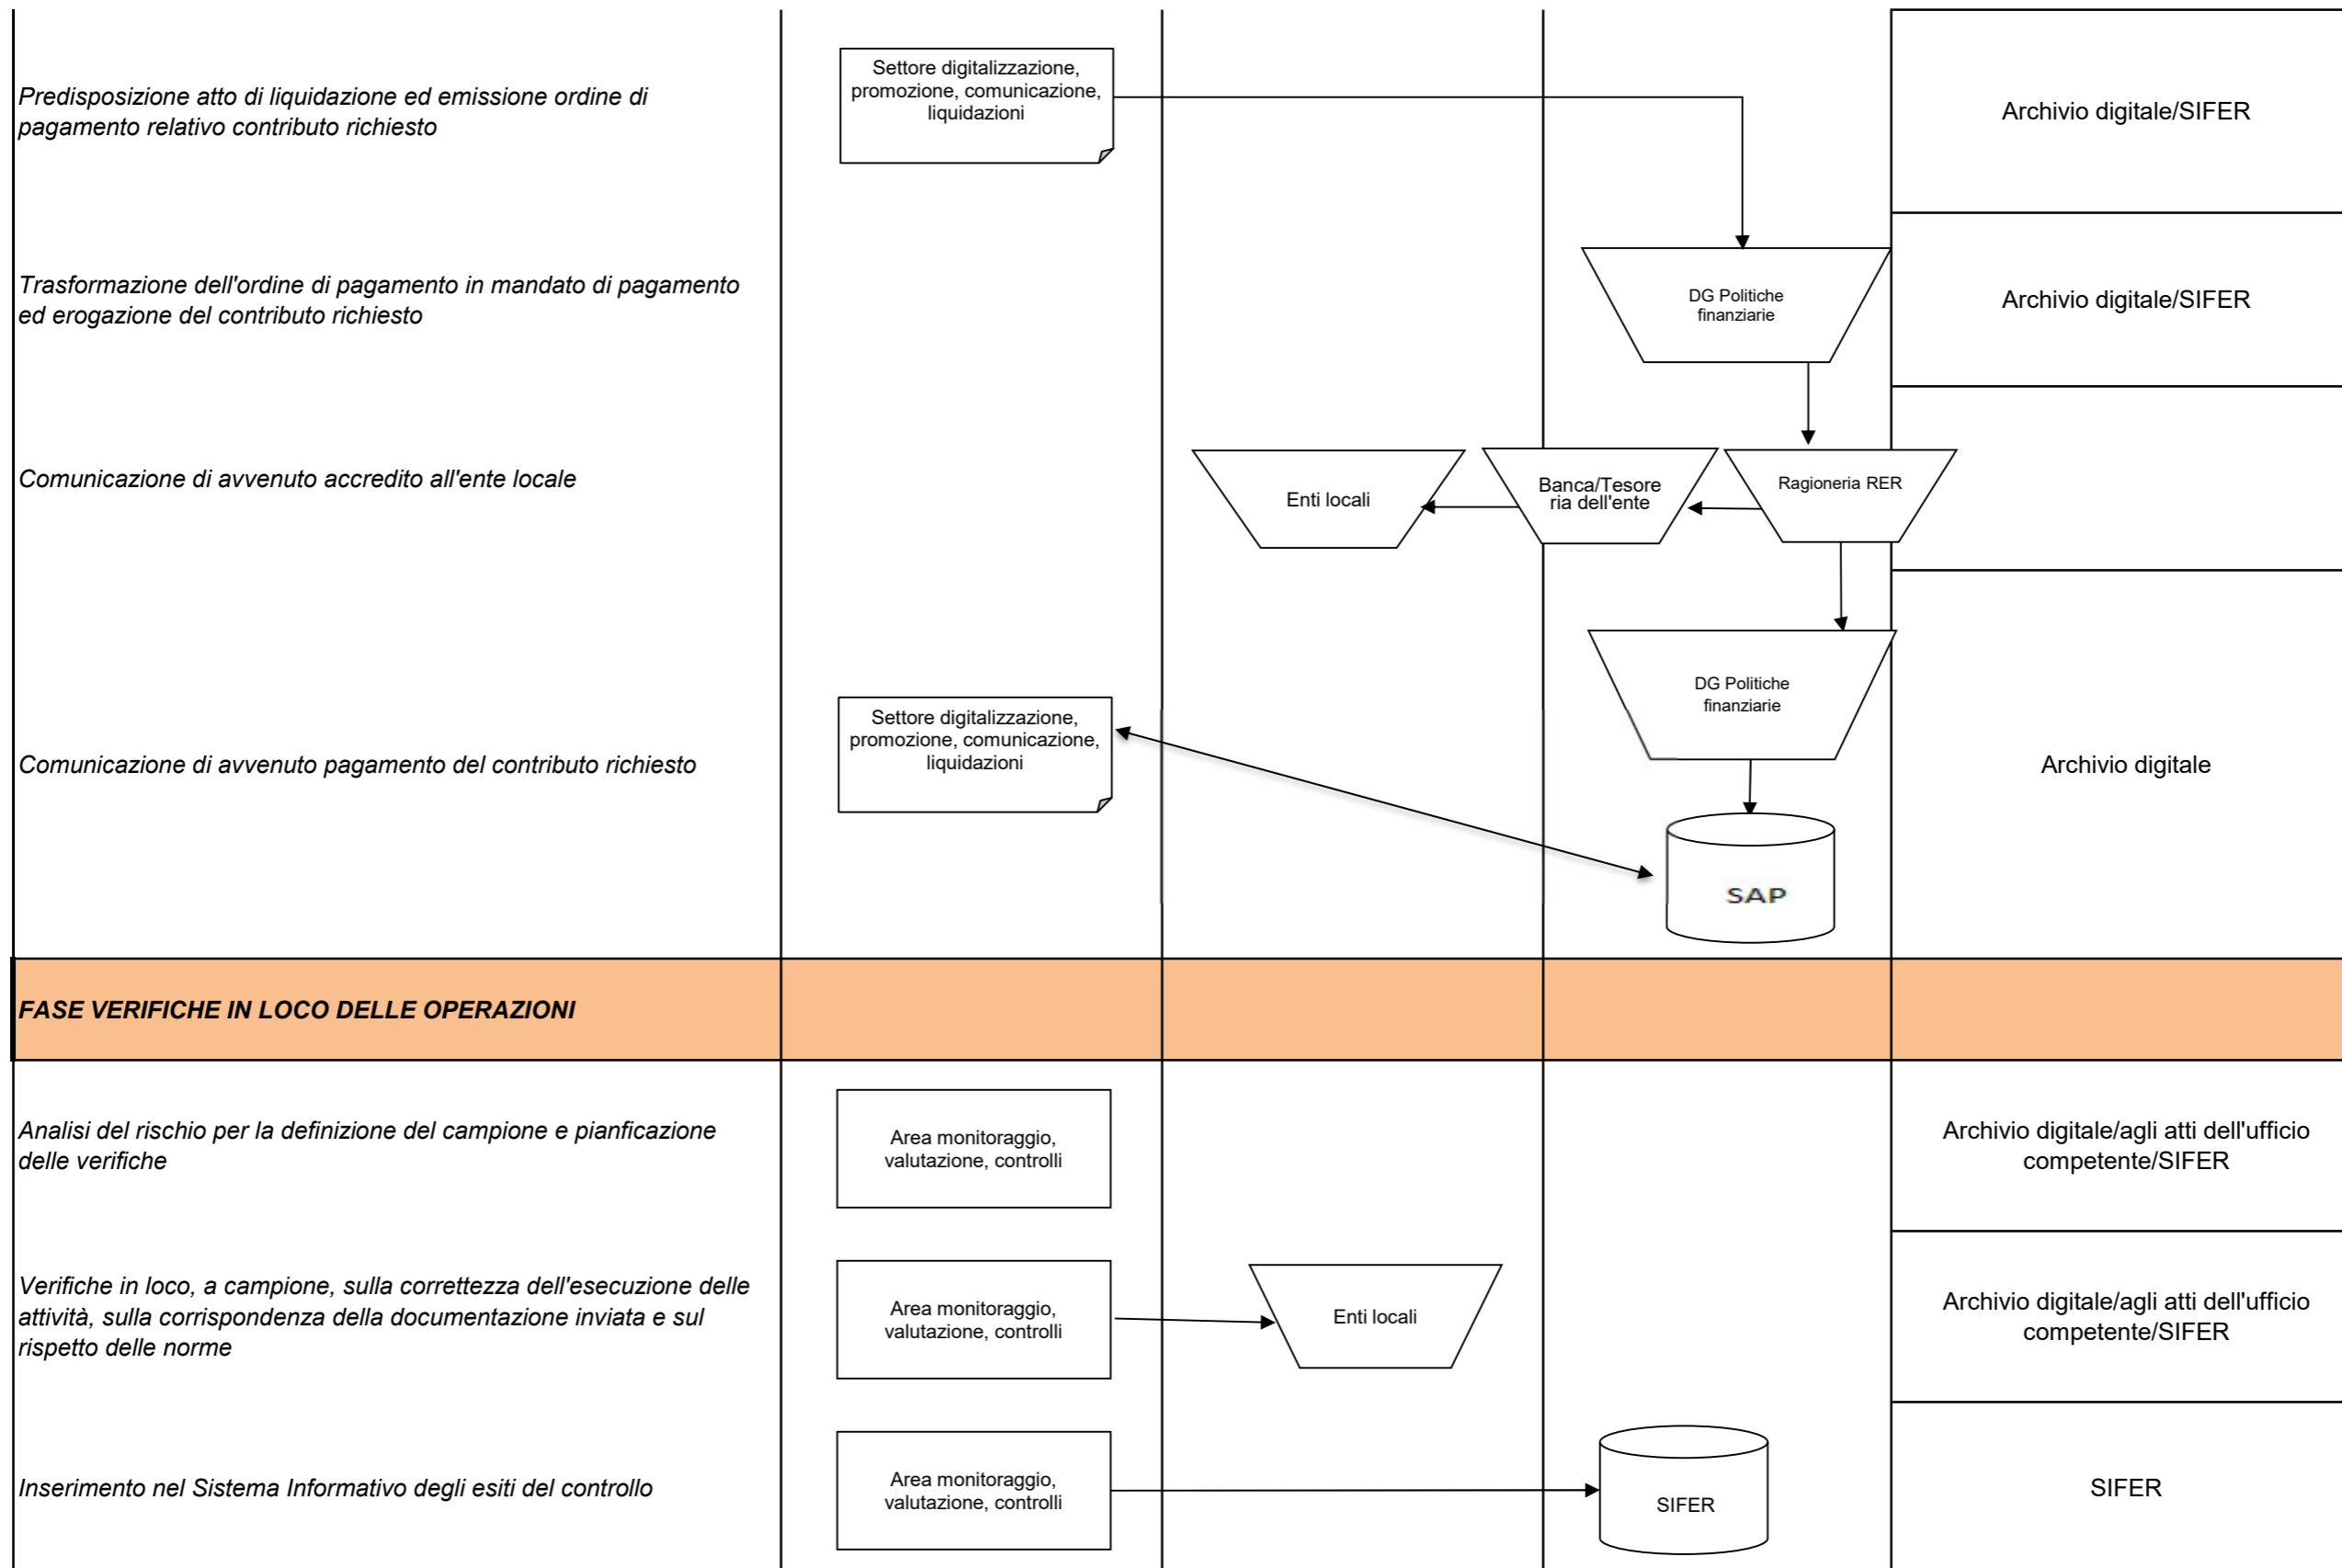 Predisposizione atto di liquidazione ed emissione ordine di
pagamento relativo contributo richiesto
Settore digitalizzazione,
promozione, comunicazione,
liquidazioni
Archivio digitale/SIFER
Trasformazione dell'ordine di pagamento in mandato di pagamento
ed erogazione del contributo richiesto
DG Politiche
finanziarie
Archivio digitale/SIFER
Comunicazione di avvenuto accredito all'ente locale
Enti locali
Banca/Tesore
ria dell'ente
Ragioneria RER
Comunicazione di avvenuto pagamento del contributo richiesto
Settore digitalizzazione,
promozione, comunicazione,
liquidazioni
DG Politiche
finanziarie
SAP
Archivio digitale
FASE VERIFICHE IN LOCO DELLE OPERAZIONI
Analisi del rischio per la definizione del campione e pianficazione
delle verifiche
Area monitoraggio,
valutazione, controlli
Archivio digitale/agli atti dell'ufficio
competente/SIFER
Verifiche in loco, a campione, sulla correttezza dell'esecuzione delle
attività, sulla corrispondenza della documentazione inviata e sul
rispetto delle norme
Area monitoraggio,
valutazione, controlli
Enti locali
Archivio digitale/agli atti dell'ufficio
competente/SIFER
Inserimento nel Sistema Informativo degli esiti del controllo
Area monitoraggio,
valutazione, controlli
SIFER
SIFER